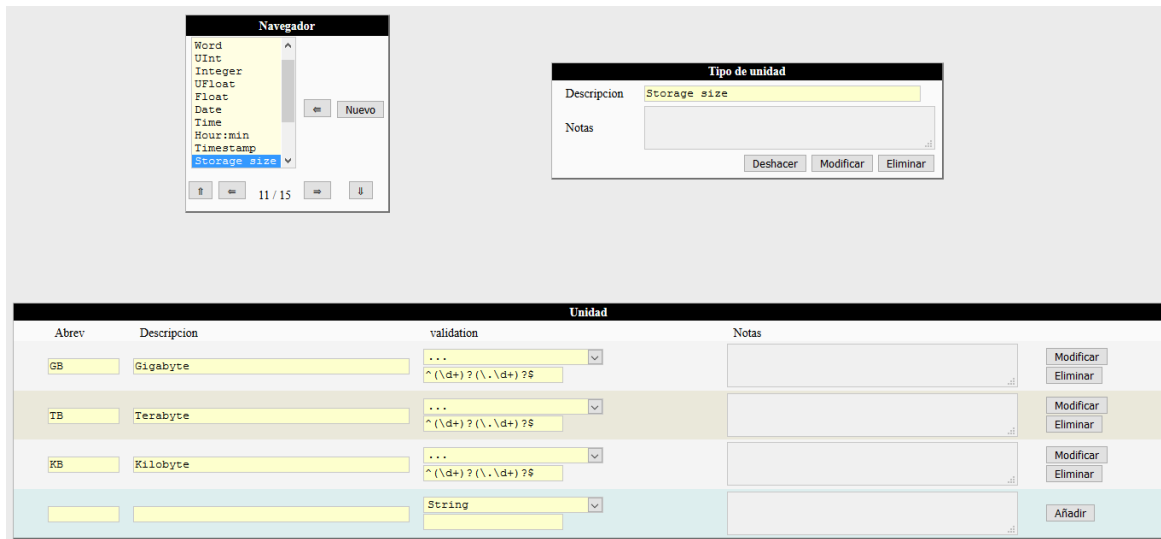 Navegador
Word
UInt
Integer
UFloat
Float
Date
Time
Hour:min
Timestamp
Storage size
⇐ Nuevo
⇑ ⇐ 11 / 15 ⇒ ⇓
Tipo de unidad
Descripcion Storage size
Notas
Deshacer Modificar Eliminar
Unidad
Abrev Descripcion validation Notas
GB Gigabyte ... Modificar
^(\d+)?(\.\d+)?$ Eliminar
TB Terabyte ... Modificar
^(\d+)?(\.\d+)?$ Eliminar
KB Kilobyte ... Modificar
^(\d+)?(\.\d+)?$ Eliminar
String Añadir